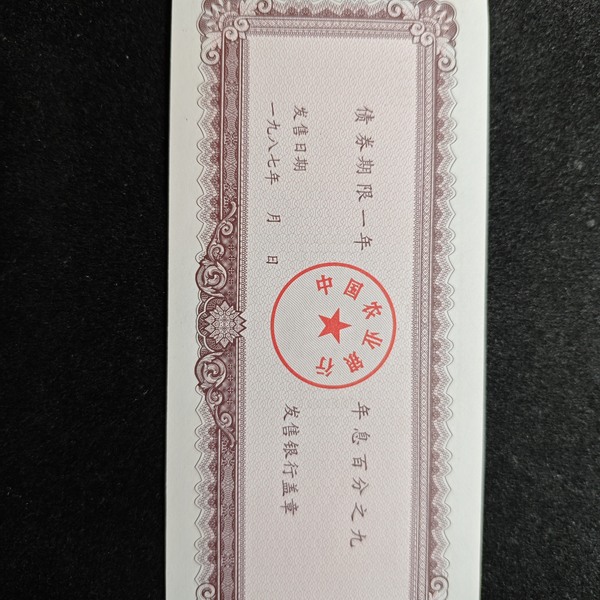 债券期限一年
年息百分之九
中国农业银行
发售日期
一九八七年 月 日
发售银行盖章